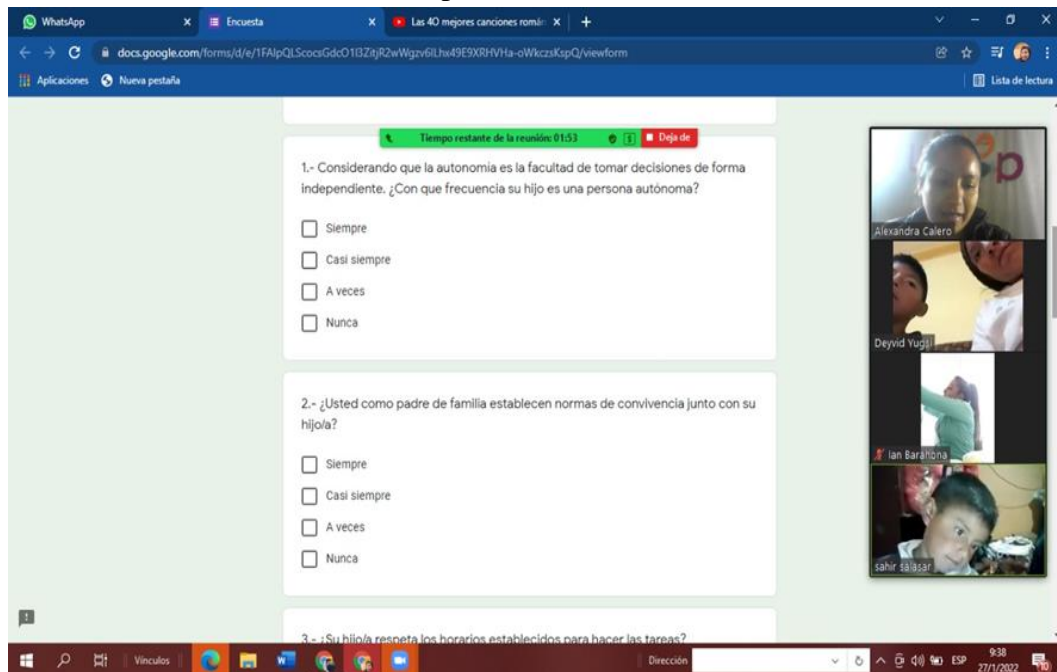 WhatsApp
Encuesta
Las 40 mejores canciones román
docs.google.com/forms/d/e/1FAIpQLScocsGdcO1I3ZitjR2wWgzv6ILhx49E9XRHVHa-oWkczsKspQ/viewform
Aplicaciones
Nueva pestaña
Lista de lectura
Tiempo restante de la reunión: 01:53
Deja de
1.- Considerando que la autonomía es la facultad de tomar decisiones de forma
independiente. ¿Con que frecuencia su hijo es una persona autónoma?
Siempre
Casi siempre
A veces
Nunca
2.- ¿Usted como padre de familia establecen normas de convivencia junto con su
hijo/a?
Siempre
Casi siempre
A veces
Nunca
3.- ¿Su hijo/a respeta los horarios establecidos para hacer las tareas?
Alexandra Calero
Deyvid Yugsi
Ian Barahona
sahir salasar
Vínculos
Dirección
ESP
9:38
27/1/2022